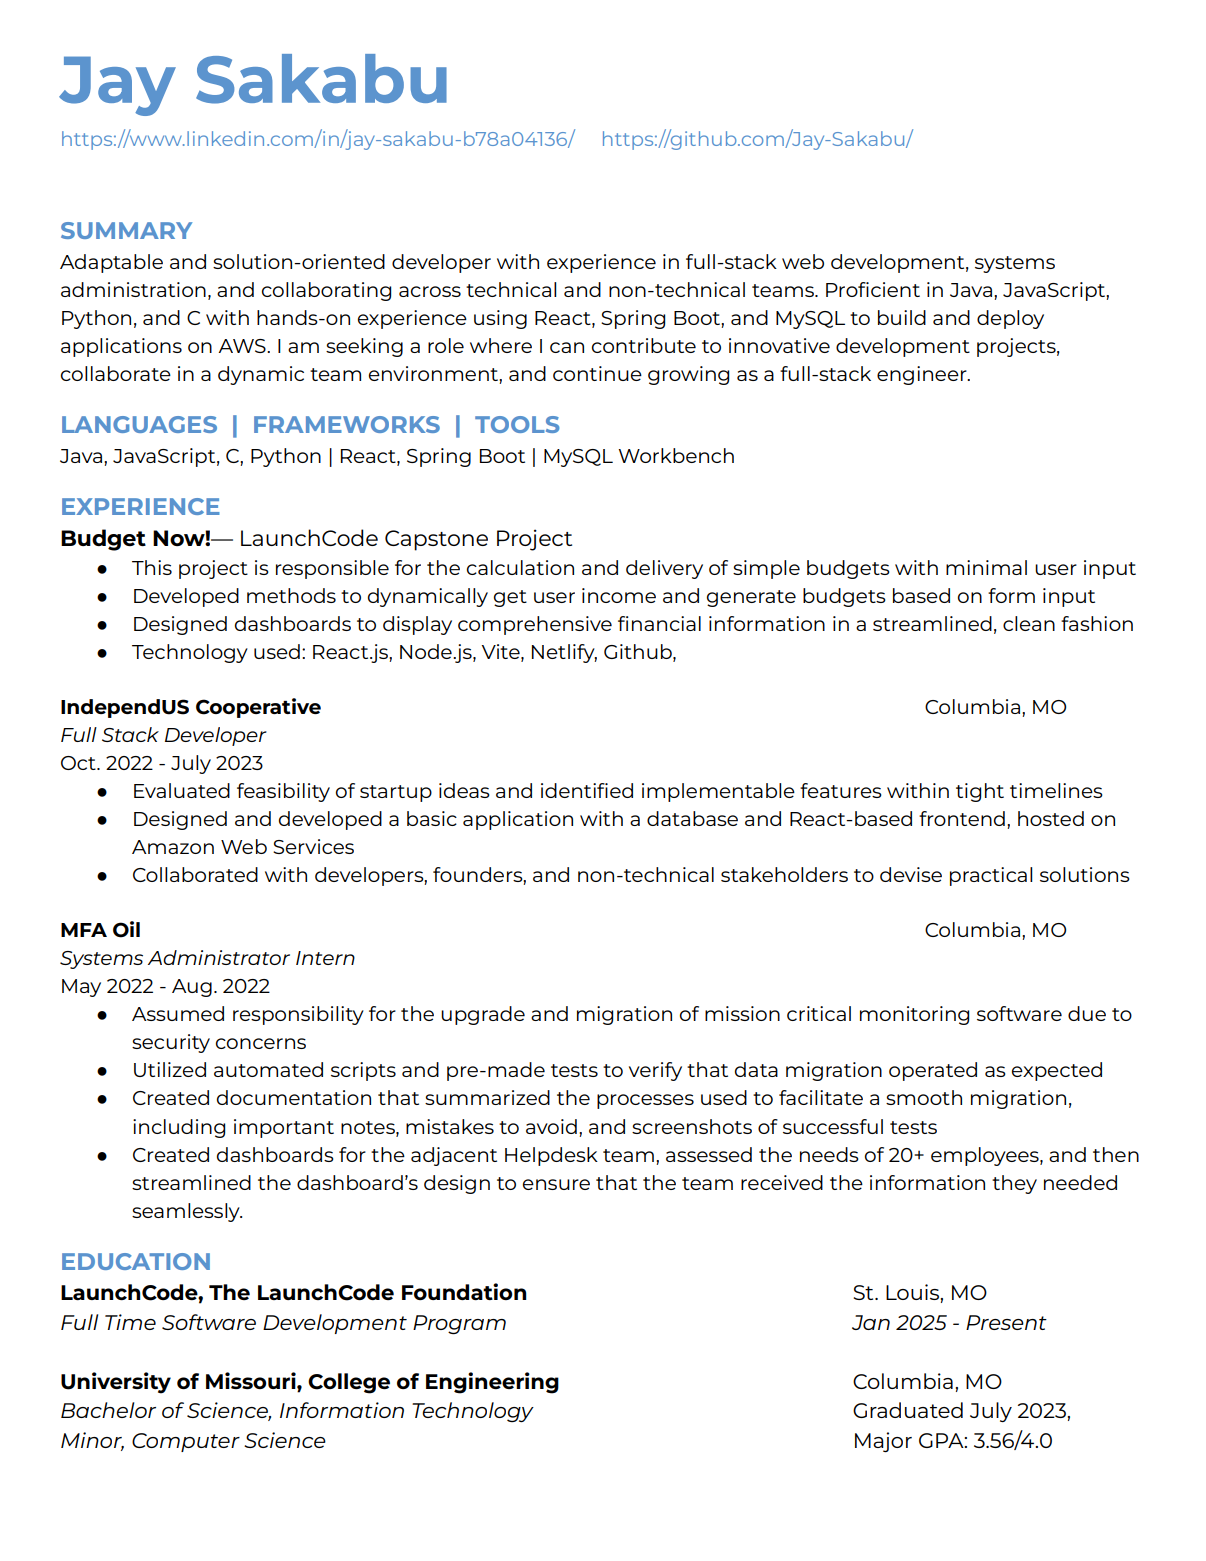 Jay Sakabu
https://www.linkedin.com/in/jay-sakabu-b78a04136/ https://github.com/Jay-Sakabu/
SUMMARY
Adaptable and solution-oriented developer with experience in full-stack web development, systems
administration, and collaborating across technical and non-technical teams. Proficient in Java, JavaScript,
Python, and C with hands-on experience using React, Spring Boot, and MySQL to build and deploy
applications on AWS. I am seeking a role where I can contribute to innovative development projects,
collaborate in a dynamic team environment, and continue growing as a full-stack engineer.
LANGUAGES | FRAMEWORKS | TOOLS
Java, JavaScript, C, Python | React, Spring Boot | MySQL Workbench
EXPERIENCE
Budget Now!— LaunchCode Capstone Project
● This project is responsible for the calculation and delivery of simple budgets with minimal user input
● Developed methods to dynamically get user income and generate budgets based on form input
● Designed dashboards to display comprehensive financial information in a streamlined, clean fashion
● Technology used: React.js, Node.js, Vite, Netlify, Github,
IndependUS Cooperative Columbia, MO
Full Stack Developer
Oct. 2022 - July 2023
● Evaluated feasibility of startup ideas and identified implementable features within tight timelines
● Designed and developed a basic application with a database and React-based frontend, hosted on
Amazon Web Services
● Collaborated with developers, founders, and non-technical stakeholders to devise practical solutions
MFA Oil Columbia, MO
Systems Administrator Intern
May 2022 - Aug. 2022
● Assumed responsibility for the upgrade and migration of mission critical monitoring software due to
security concerns
● Utilized automated scripts and pre-made tests to verify that data migration operated as expected
● Created documentation that summarized the processes used to facilitate a smooth migration,
including important notes, mistakes to avoid, and screenshots of successful tests
● Created dashboards for the adjacent Helpdesk team, assessed the needs of 20+ employees, and then
streamlined the dashboard’s design to ensure that the team received the information they needed
seamlessly.
EDUCATION
LaunchCode, The LaunchCode Foundation St. Louis, MO
Full Time Software Development Program Jan 2025 - Present
University of Missouri, College of Engineering Columbia, MO
Bachelor of Science, Information Technology Graduated July 2023,
Minor, Computer Science Major GPA: 3.56/4.0